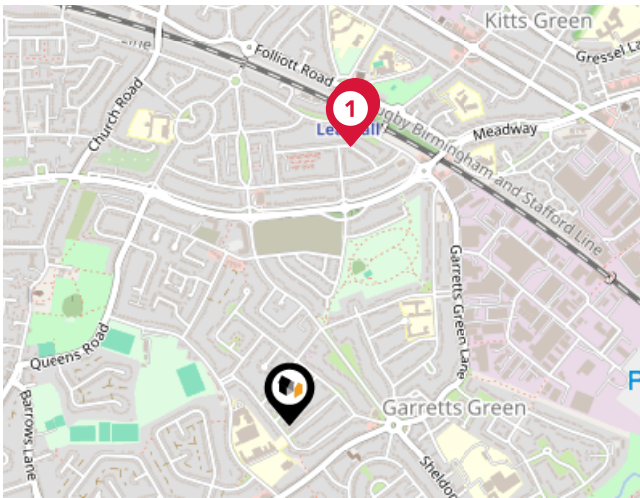 Kitts Green
Folliott Road
Gressel La
Church Road
1
Rugby Birmingham and Stafford Line
Meadway
Garretts Green Lane
Queens Road
Barrows Lane
Garretts Green
Sheldon
P